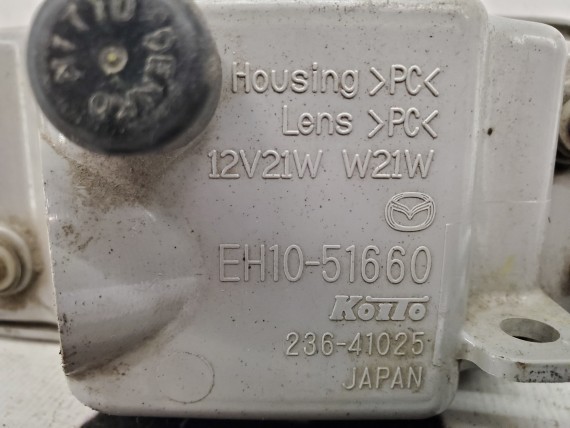 Housing >PC<
Lens >PC<
12V21W W21W
EH10-51660
KOITO
236-41025
JAPAN